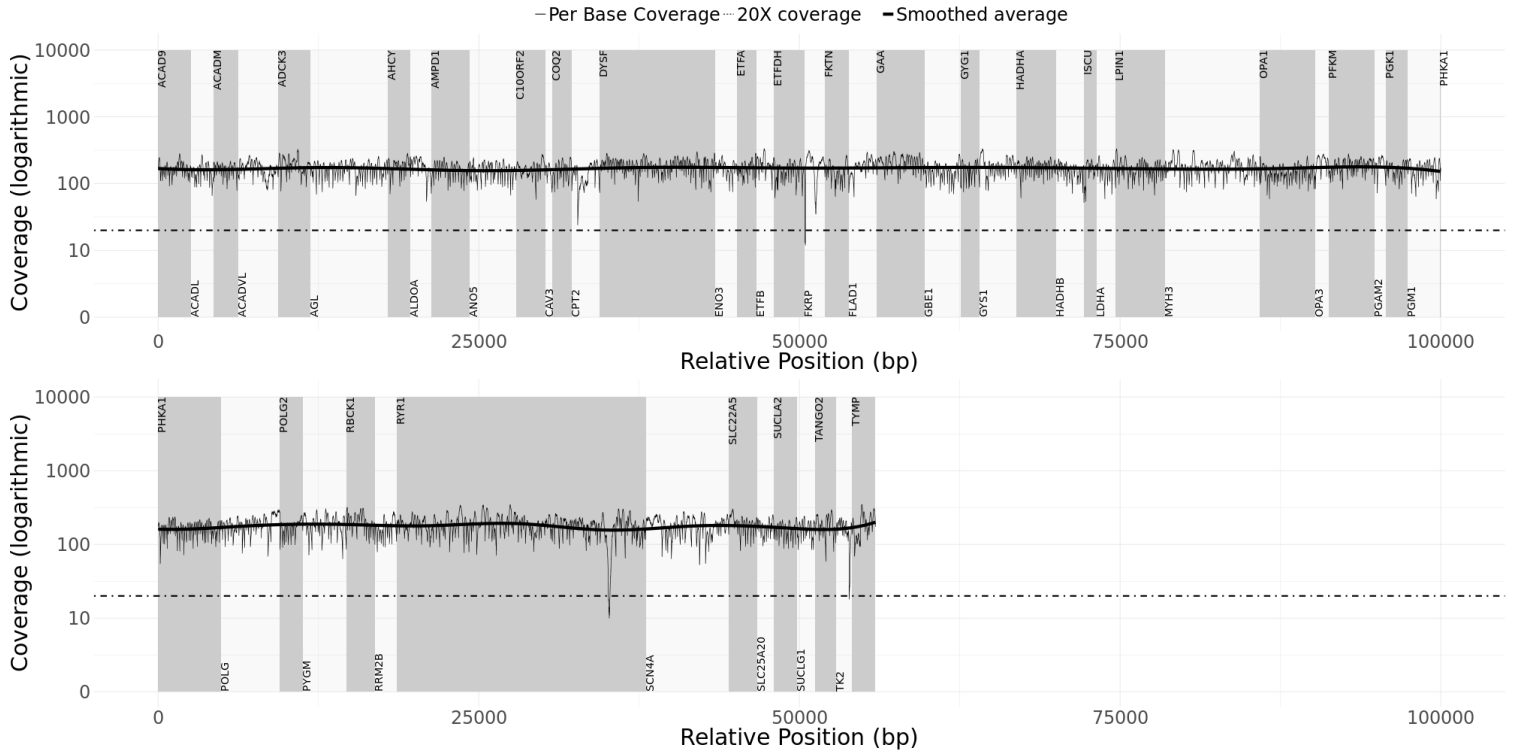 Per Base Coverage 20X coverage Smoothed average
Coverage (logarithmic)
10000
1000
100
10
0
ACAD9 ACADM ADCK3 AHCY AMPD1 C10ORF2 COQ2 DYSF ETFA ETFDH FKTN GAA GYG1 HADHA ISCU LPIN1 OPA1 PFKM PGK1 PHKA1
ACADL ACADVL AGL ALDOA ANO5 CAV3 CPT2 ENO3 ETFB FKRP FLAD1 GBE1 GYS1 HADHB LDHA MYH3 OPA3 PGAM2 PGM1
0 25000 50000 75000 100000
Relative Position (bp)
Coverage (logarithmic)
10000
1000
100
10
0
PHKA1 POLG2 RBCK1 RYR1 SLC22A5 SUCLA2 TANGO2 TYMP
POLG PYGM RRM2B SCN4A SLC25A20 SUCLG1 TK2
0 25000 50000 75000 100000
Relative Position (bp)